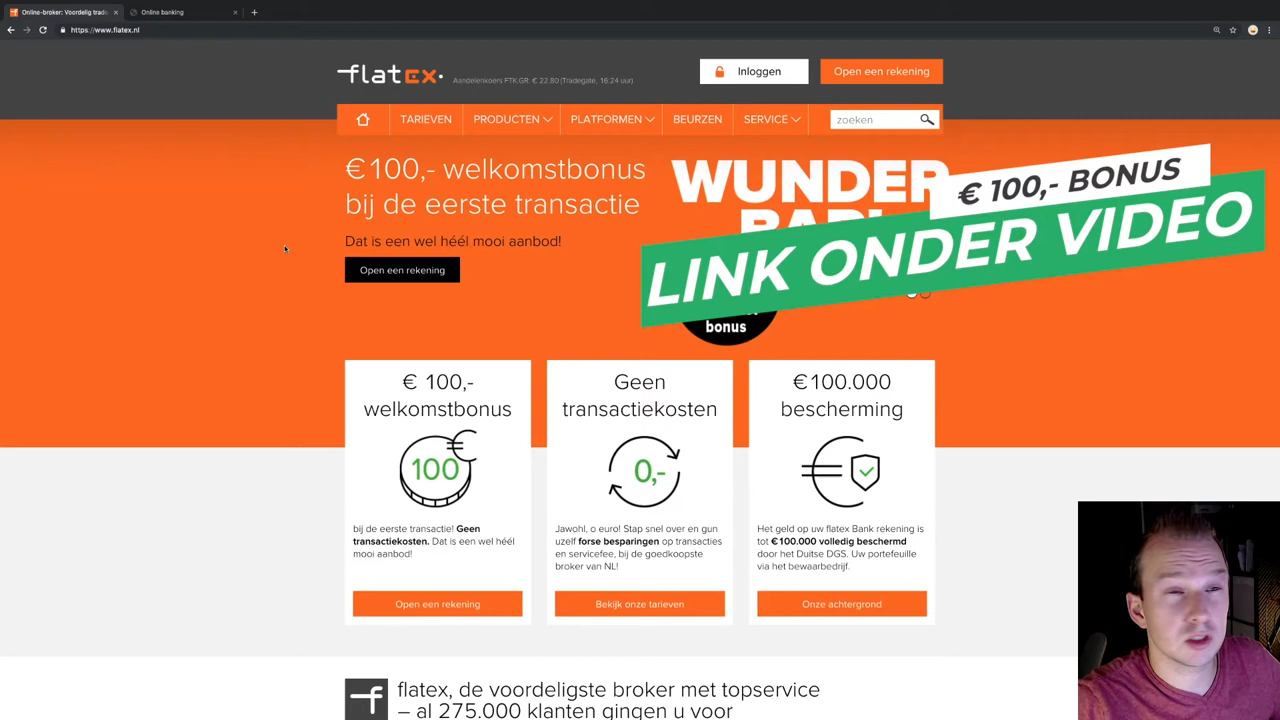 Online-broker: Voordelig trade
Online banking
https://www.flatex.nl
flatex
Aandelenkoers FTK.GR: € 22,80 (Tradegate, 16:24 uur)
Inloggen
Open een rekening
TARIEVEN
PRODUCTEN
PLATFORMEN
BEURZEN
SERVICE
zoeken
€ 100,- welkomstbonus
bij de eerste transactie
Dat is een wel héél mooi aanbod!
Open een rekening
WUNDER
€ 100,- BONUS
LINK ONDER VIDEO
bonus
€ 100,-
welkomstbonus
100
bij de eerste transactie! Geen
transactiekosten. Dat is een wel héél
mooi aanbod!
Open een rekening
Geen
transactiekosten
0,-
Jawohl, o euro! Stap snel over en gun
uzelf forse besparingen op transacties
en servicefee, bij de goedkoopste
broker van NL!
Bekijk onze tarieven
€ 100.000
bescherming
Het geld op uw flatex Bank rekening is
tot € 100.000 volledig beschermd
door het Duitse DGS. Uw portefeuille
via het bewaarbedrijf.
Onze achtergrond
flatex, de voordeligste broker met topservice
– al 275.000 klanten gingen u voor